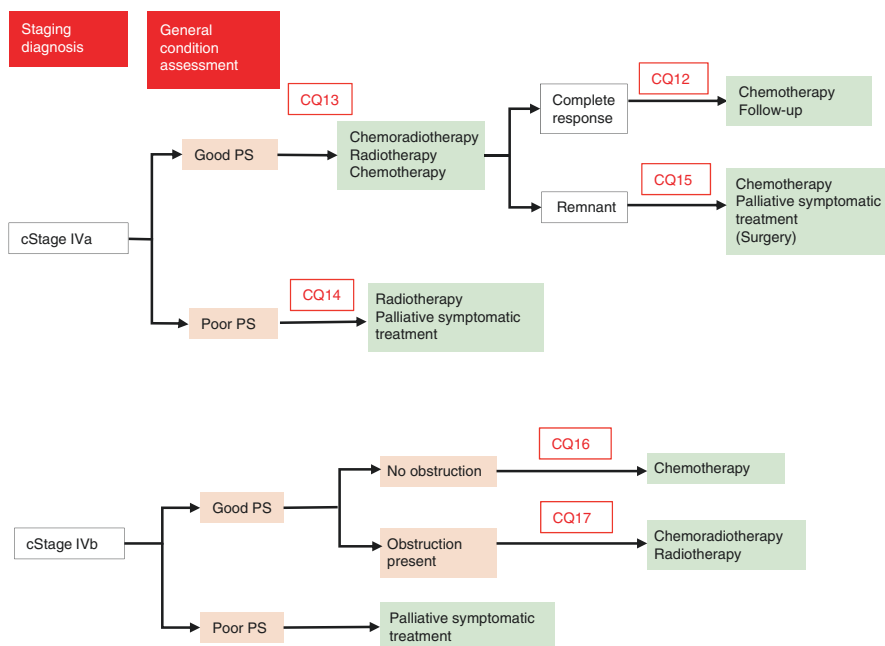 Staging
diagnosis
General
condition
assessment
CQ13
CQ12
Complete
response
Chemotherapy
Follow-up
Good PS
Chemoradiotherapy
Radiotherapy
Chemotherapy
CQ15
Remnant
Chemotherapy
Palliative symptomatic
treatment
(Surgery)
cStage IVa
CQ14
Poor PS
Radiotherapy
Palliative symptomatic
treatment
CQ16
No obstruction
Chemotherapy
Good PS
CQ17
Obstruction
present
Chemoradiotherapy
Radiotherapy
cStage IVb
Poor PS
Palliative symptomatic
treatment